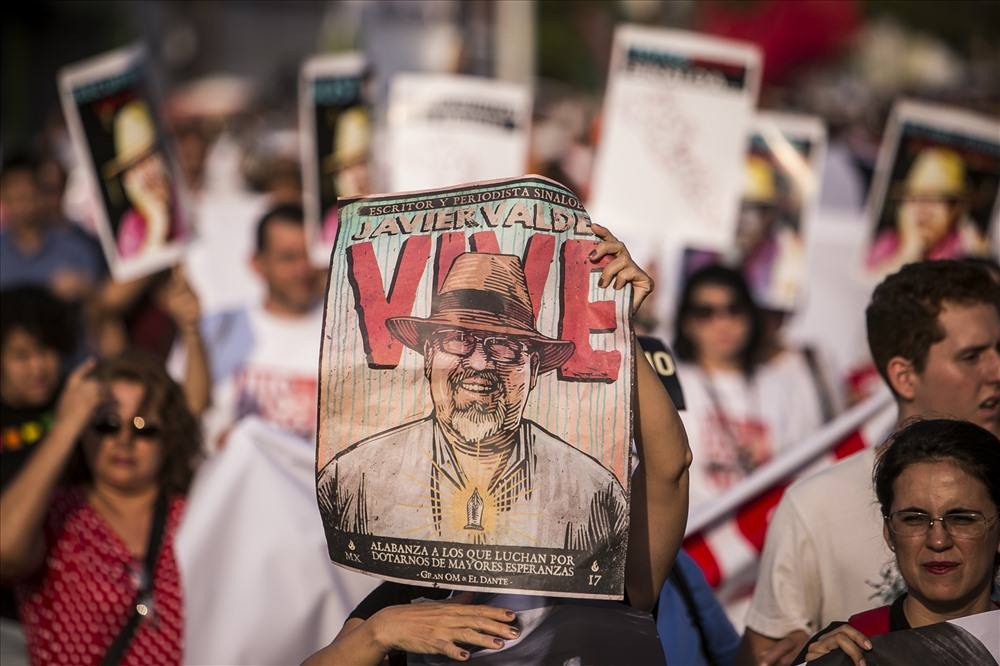 ESCRITOR Y PERIODISTA SINALOE
JAVIER VALDE
VIVE
MX
ALABANZA A LOS QUE LUCHAN POR
DOTARNOS DE MAYORES ESPERANZAS
- GRAN OM & EL DANTE -
17